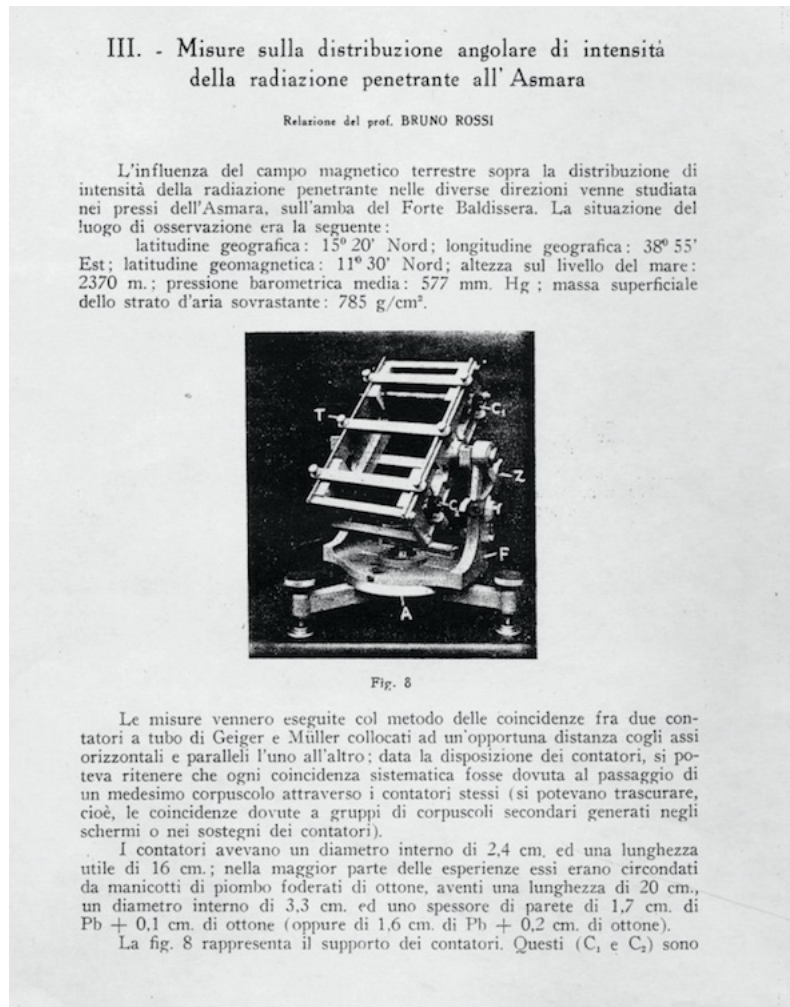 III. - Misure sulla distribuzione angolare di intensità
della radiazione penetrante all'Asmara
Relazione del prof. BRUNO ROSSI
L'influenza del campo magnetico terrestre sopra la distribuzione di
intensità della radiazione penetrante nelle diverse direzioni venne studiata
nei pressi dell'Asmara, sull'amba del Forte Baldissera. La situazione del
luogo di osservazione era la seguente:
latitudine geografica: 15° 20' Nord; longitudine geografica: 38° 55'
Est; latitudine geomagnetica: 11° 30' Nord; altezza sul livello del mare:
2370 m.; pressione barometrica media: 577 mm. Hg; massa superficiale
dello strato d'aria sovrastante: 785 g/cm².
T
C₁
Z
C₂
F
A
Fig. 8
Le misure vennero eseguite col metodo delle coincidenze fra due con-
tatori a tubo di Geiger e Müller collocati ad un'opportuna distanza cogli assi
orizzontali e paralleli l'uno all'altro; data la disposizione dei contatori, si po-
teva ritenere che ogni coincidenza sistematica fosse dovuta al passaggio di
un medesimo corpuscolo attraverso i contatori stessi (si potevano trascurare,
cioè, le coincidenze dovute a gruppi di corpuscoli secondari generati negli
schermi o nei sostegni dei contatori).
I contatori avevano un diametro interno di 2,4 cm. ed una lunghezza
utile di 16 cm.; nella maggior parte delle esperienze essi erano circondati
da manicotti di piombo foderati di ottone, aventi una lunghezza di 20 cm.,
un diametro interno di 3,3 cm. ed uno spessore di parete di 1,7 cm. di
Pb + 0,1 cm. di ottone (oppure di 1,6 cm. di Pb + 0,2 cm. di ottone).
La fig. 8 rappresenta il supporto dei contatori. Questi (C₁ e C₂) sono